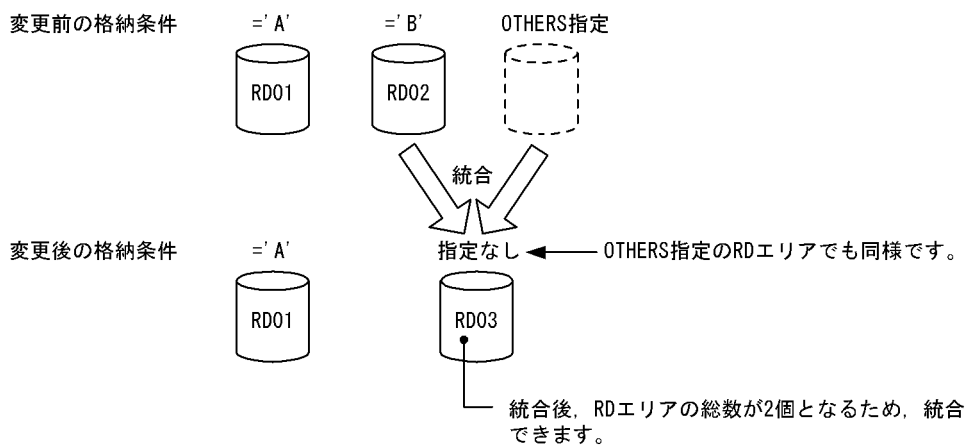 変更前の格納条件 ='A' ='B' OTHERS指定
RD01 RD02
統合
変更後の格納条件 ='A' 指定なし OTHERS指定のRDエリアでも同様です。
RD01 RD03
統合後，RDエリアの総数が2個となるため，統合
できます。